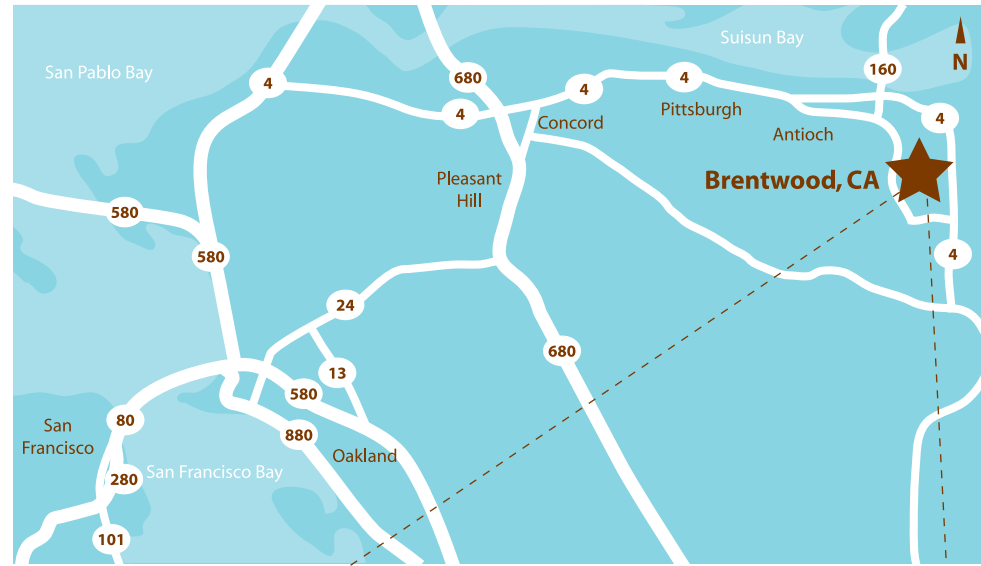 Suisun Bay
N
San Pablo Bay
160
4
680
4
4
4
Pittsburgh
4
Concord
Antioch
Pleasant
Hill
Brentwood, CA
580
580
4
24
680
13
580
80
San
Francisco
880
Oakland
San Francisco Bay
280
101